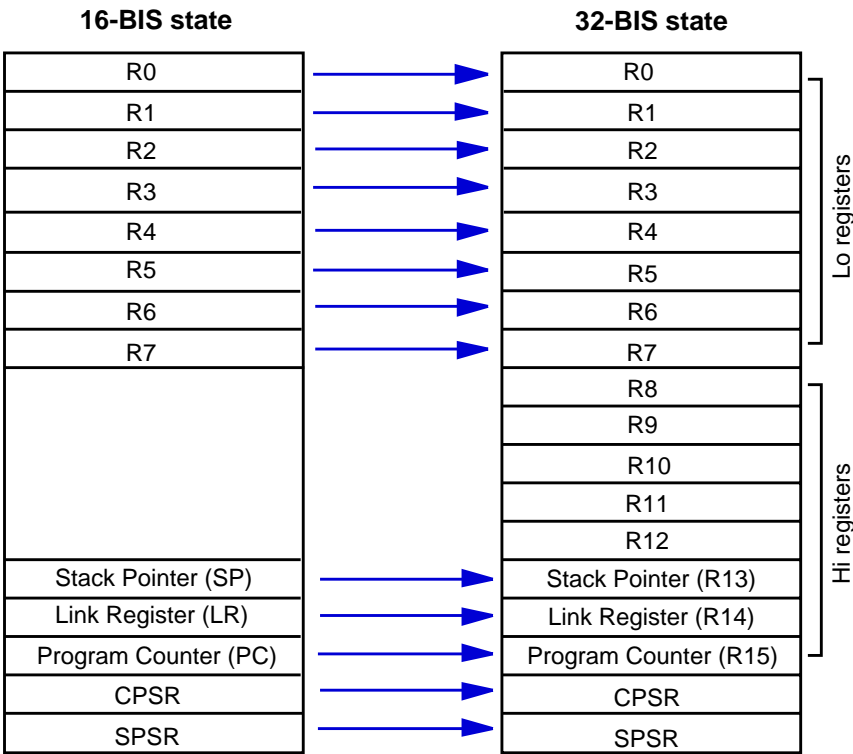 16-BIS state
32-BIS state
R0
R0
R1
R1
R2
R2
R3
R3
R4
R4
R5
R5
R6
R6
R7
R7
Lo registers
R8
R9
R10
R11
R12
Stack Pointer (SP)
Stack Pointer (R13)
Link Register (LR)
Link Register (R14)
Program Counter (PC)
Program Counter (R15)
Hi registers
CPSR
CPSR
SPSR
SPSR